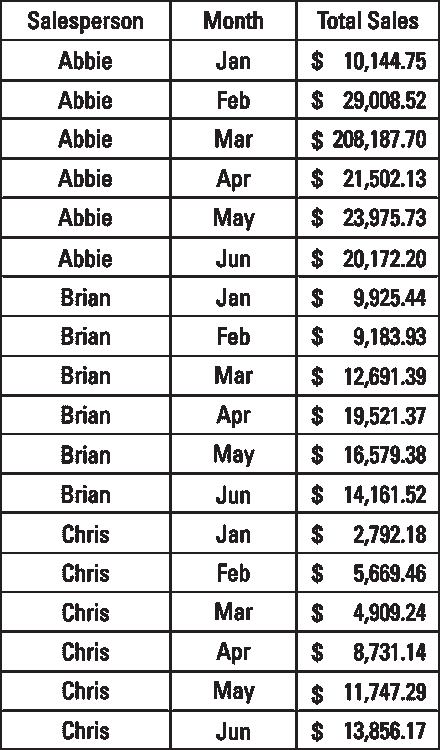 Salesperson Month Total Sales
Abbie Jan $ 10,144.75
Abbie Feb $ 29,008.52
Abbie Mar $ 208,187.70
Abbie Apr $ 21,502.13
Abbie May $ 23,975.73
Abbie Jun $ 20,172.20
Brian Jan $ 9,925.44
Brian Feb $ 9,183.93
Brian Mar $ 12,691.39
Brian Apr $ 19,521.37
Brian May $ 16,579.38
Brian Jun $ 14,161.52
Chris Jan $ 2,792.18
Chris Feb $ 5,669.46
Chris Mar $ 4,909.24
Chris Apr $ 8,731.14
Chris May $ 11,747.29
Chris Jun $ 13,856.17